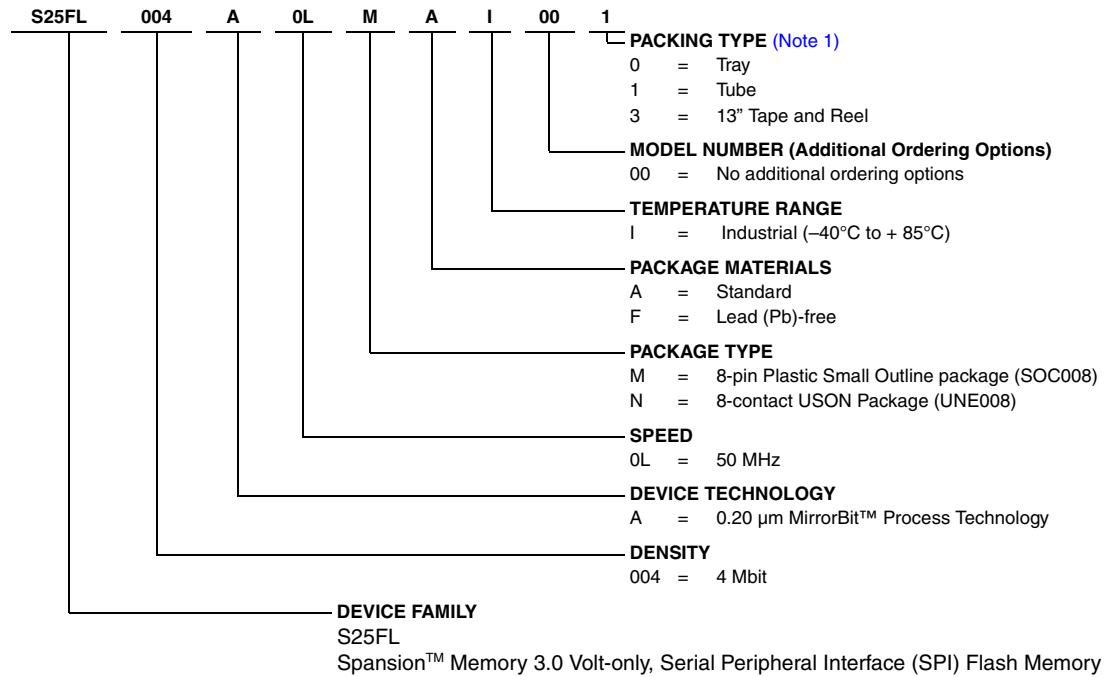 S25FL 004 A 0L M A I 00 1
PACKING TYPE (Note 1)
0 = Tray
1 = Tube
3 = 13” Tape and Reel
MODEL NUMBER (Additional Ordering Options)
00 = No additional ordering options
TEMPERATURE RANGE
I = Industrial (–40°C to + 85°C)
PACKAGE MATERIALS
A = Standard
F = Lead (Pb)-free
PACKAGE TYPE
M = 8-pin Plastic Small Outline package (SOC008)
N = 8-contact USON Package (UNE008)
SPEED
0L = 50 MHz
DEVICE TECHNOLOGY
A = 0.20 µm MirrorBit™ Process Technology
DENSITY
004 = 4 Mbit
DEVICE FAMILY
S25FL
Spansion™ Memory 3.0 Volt-only, Serial Peripheral Interface (SPI) Flash Memory